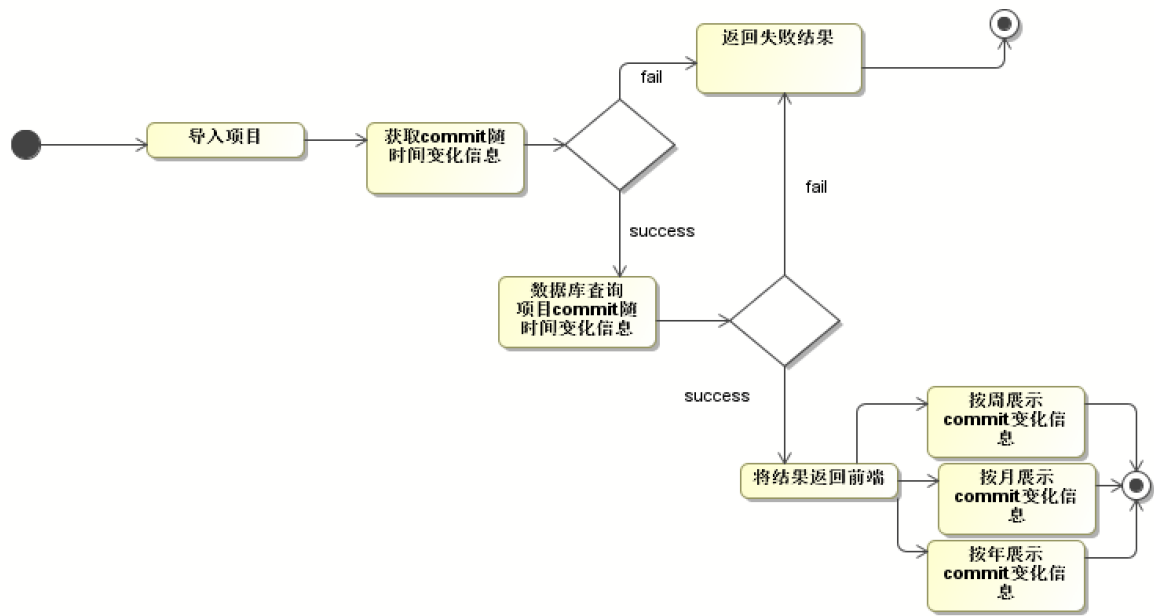 返回失败结果
fail
导入项目
获取commit随
时间变化信息
fail
success
数据库查询
项目commit随
时间变化信息
success
按周展示
commit变化信
息
将结果返回前端
按月展示
commit变化信
息
按年展示
commit变化信
息